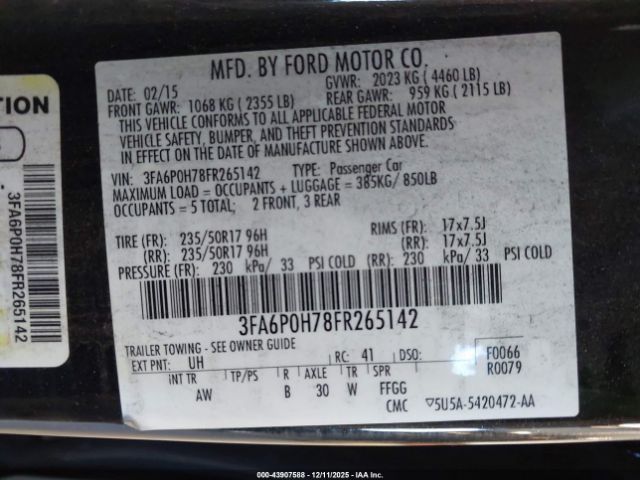 MFD. BY FORD MOTOR CO.
DATE: 02/15 GVWR: 2023 KG ( 4460 LB)
FRONT GAWR: 1068 KG ( 2355 LB) REAR GAWR: 959 KG ( 2115 LB)
THIS VEHICLE CONFORMS TO ALL APPLICABLE FEDERAL MOTOR
VEHICLE SAFETY, BUMPER, AND THEFT PREVENTION STANDARDS
IN EFFECT ON THE DATE OF MANUFACTURE SHOWN ABOVE.
VIN: 3FA6P0H78FR265142 TYPE: Passenger Car
MAXIMUM LOAD = OCCUPANTS + LUGGAGE = 385KG/ 850LB
OCCUPANTS = 5 TOTAL; 2 FRONT, 3 REAR
TIRE (FR): 235/50R17 96H RIMS (FR): 17x7.5J
(RR): 235/50R17 96H (RR): 17x7.5J
PRESSURE (FR): 230 kPa/ 33 PSI COLD (RR): 230 kPa/ 33 PSI COLD
3FA6P0H78FR265142
TRAILER TOWING - SEE OWNER GUIDE
EXT PNT: UH RC: 41 DSO: F0066
R0079
INT TR TP/PS R AXLE TR SPR
AW B 30 W FFGG
CMC ▽5U5A-5420472-AA
TION
3FA6P0H78FR265142
000-43907588 - 12/11/2025 - IAA Inc.